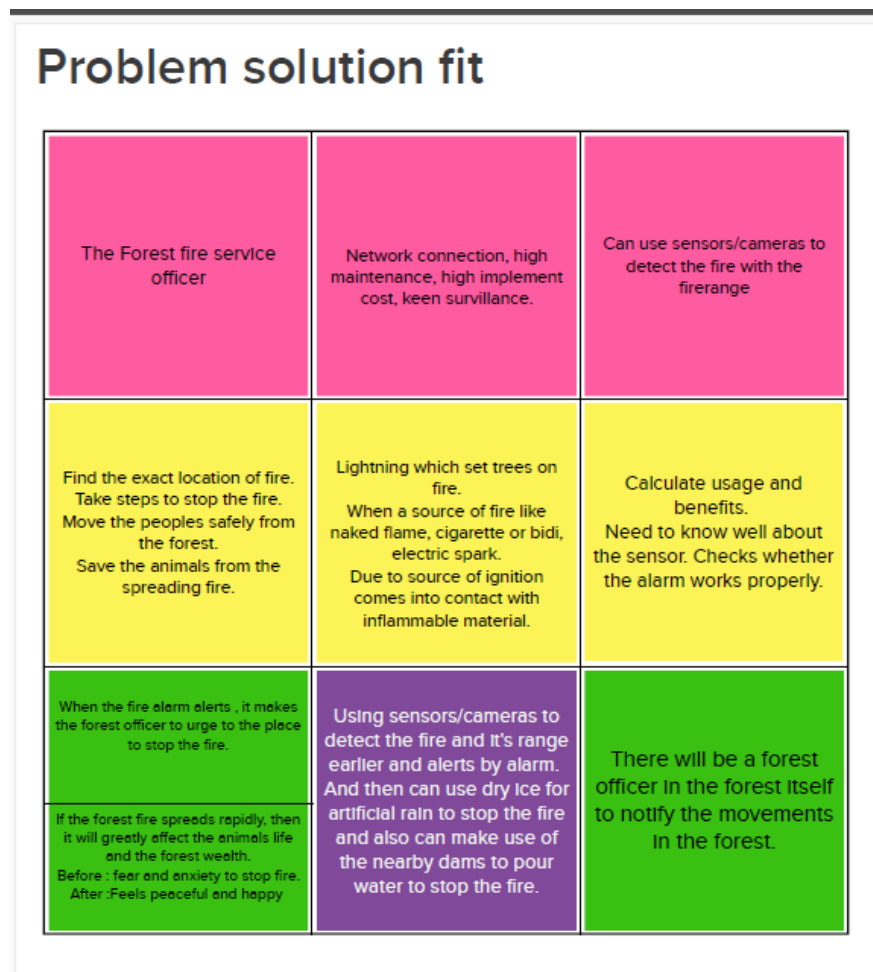 Problem solution fit
The Forest fire service
officer
Network connection, high
maintenance, high implement
cost, keen survillance.
Can use sensors/cameras to
detect the fire with the
firerange
Find the exact location of fire.
Take steps to stop the fire.
Move the peoples safely from
the forest.
Save the animals from the
spreading fire.
Lightning which set trees on
fire.
When a source of fire like
naked flame, cigarette or bidi,
electric spark.
Due to source of ignition
comes into contact with
inflammable material.
Calculate usage and
benefits.
Need to know well about
the sensor. Checks whether
the alarm works properly.
When the fire alarm alerts , it makes
the forest officer to urge to the place
to stop the fire.
If the forest fire spreads rapidly, then
it will greatly affect the animals life
and the forest wealth.
Before : fear and anxiety to stop fire.
After :Feels peaceful and happy
Using sensors/cameras to
detect the fire and it's range
earlier and alerts by alarm.
And then can use dry ice for
artificial rain to stop the fire
and also can make use of
the nearby dams to pour
water to stop the fire.
There will be a forest
officer in the forest itself
to notify the movements
in the forest.